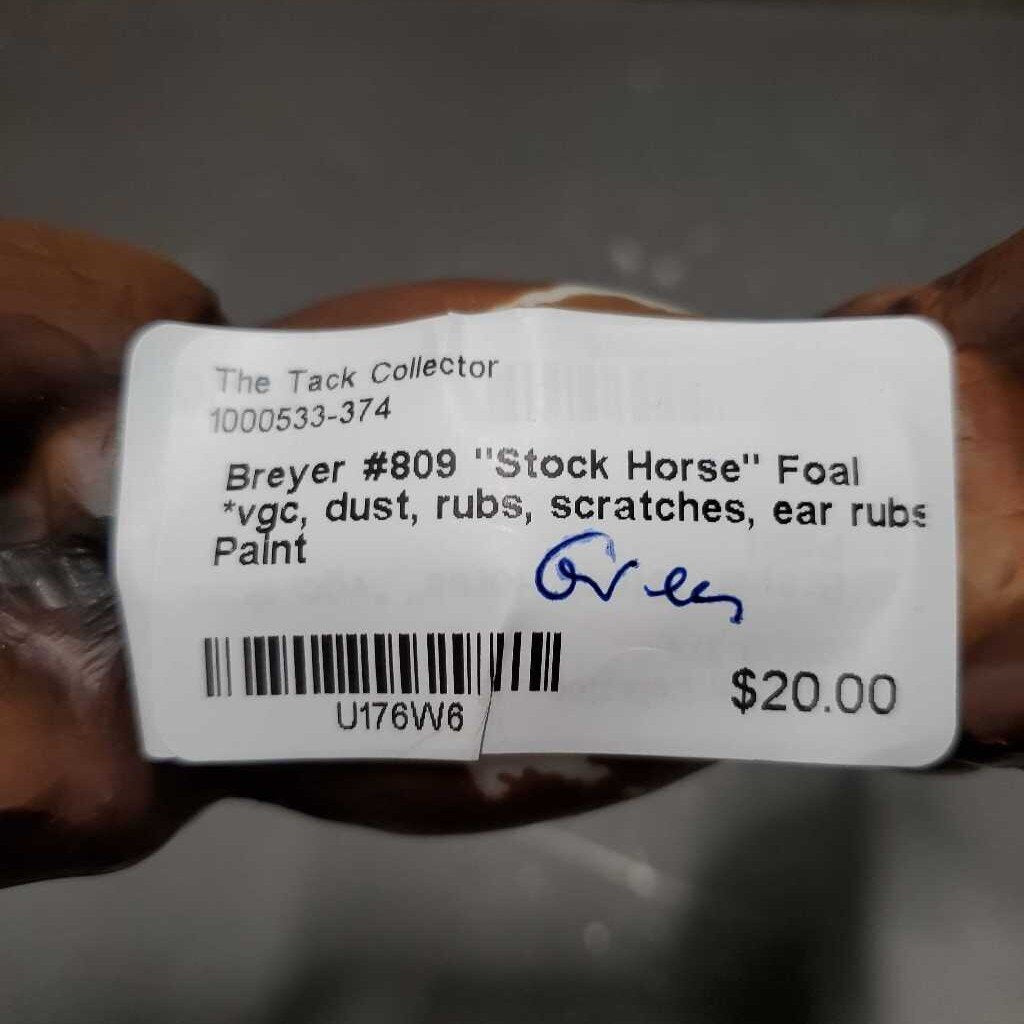 The Tack Collector
1000533-374
Breyer #809 "Stock Horse" Foal
*vgc, dust, rubs, scratches, ear rubs
Paint
Green
U176W6
$20.00